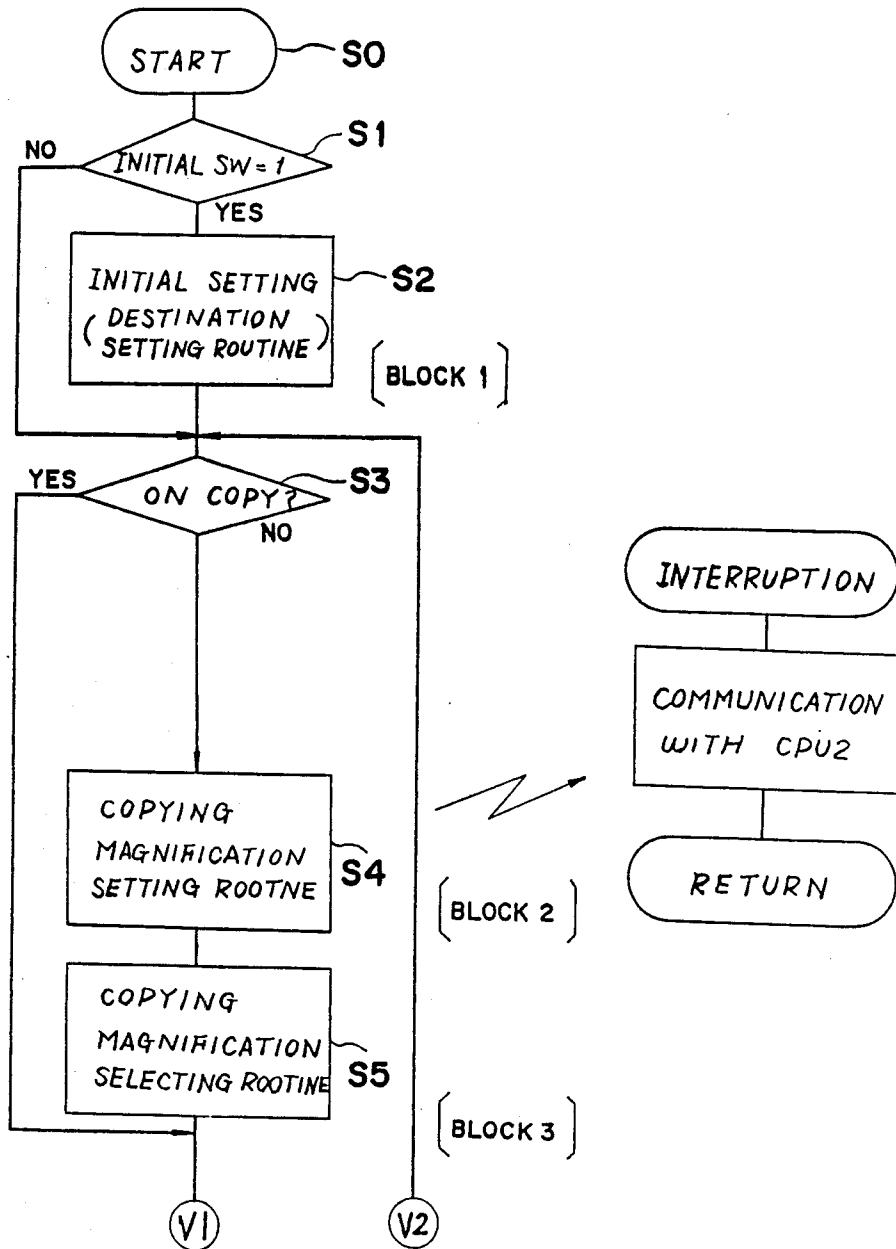 START
S0
S1
NO
INITIAL SW=1
YES
S2
INITIAL SETTING
(DESTINATION
SETTING ROUTINE)
[BLOCK 1]
YES
S3
ON COPY?
NO
COPYING
MAGNIFICATION
SETTING ROOTNE
S4
[BLOCK 2]
COPYING
MAGNIFICATION
SELECTING ROOTINE
S5
[BLOCK 3]
V1
V2
INTERRUPTION
COMMUNICATION
WITH CPU2
RETURN